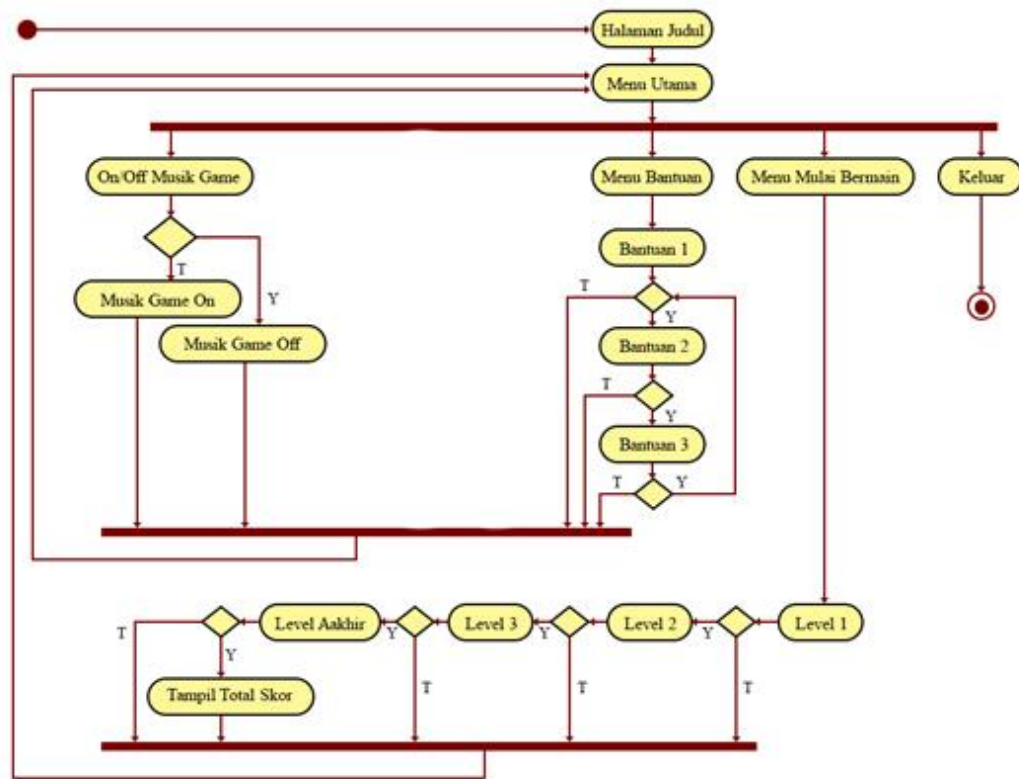 Halaman Judul
Menu Utama
On/Off Musik Game
Menu Bantuan
Menu Mulai Bermain
Keluar
T
Musik Game On
Y
Musik Game Off
Bantuan 1
T
Y
Bantuan 2
T
Y
Bantuan 3
T
Y
Level 1
Y
T
Level 2
Y
T
Level 3
Y
T
Level Aakhir
T
Y
Tampil Total Skor